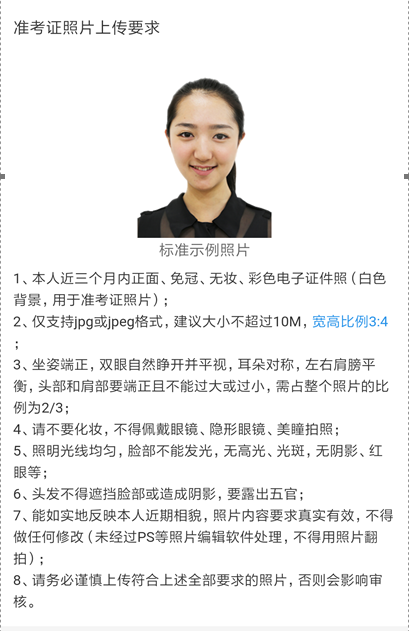 准考证照片上传要求
标准示例照片
1、本人近三个月内正面、免冠、无妆、彩色电子证件照（白色
背景，用于准考证照片）；
2、仅支持jpg或jpeg格式，建议大小不超过10M，宽高比例3:4
；
3、坐姿端正，双眼自然睁开并平视，耳朵对称，左右肩膀平
衡，头部和肩部要端正且不能过大或过小，需占整个照片的比
例为2/3；
4、请不要化妆，不得佩戴眼镜、隐形眼镜、美瞳拍照；
5、照明光线均匀，脸部不能发光，无高光、光斑，无阴影、红
眼等；
6、头发不得遮挡脸部或造成阴影，要露出五官；
7、能如实地反映本人近期相貌，照片内容要求真实有效，不得
做任何修改（未经过PS等照片编辑软件处理，不得用照片翻
拍）；
8、请务必谨慎上传符合上述全部要求的照片，否则会影响审
核。